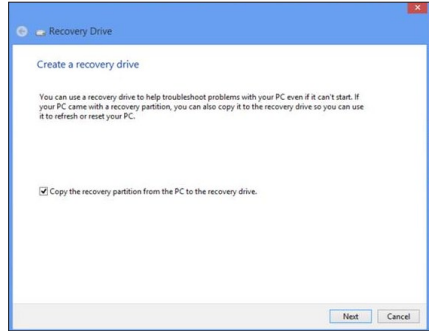 Recovery Drive
Create a recovery drive
You can use a recovery drive to help troubleshoot problems with your PC even if it can't start. If
your PC came with a recovery partition, you can also copy it to the recovery drive so you can use
it to refresh or reset your PC.
Copy the recovery partition from the PC to the recovery drive.
Next Cancel